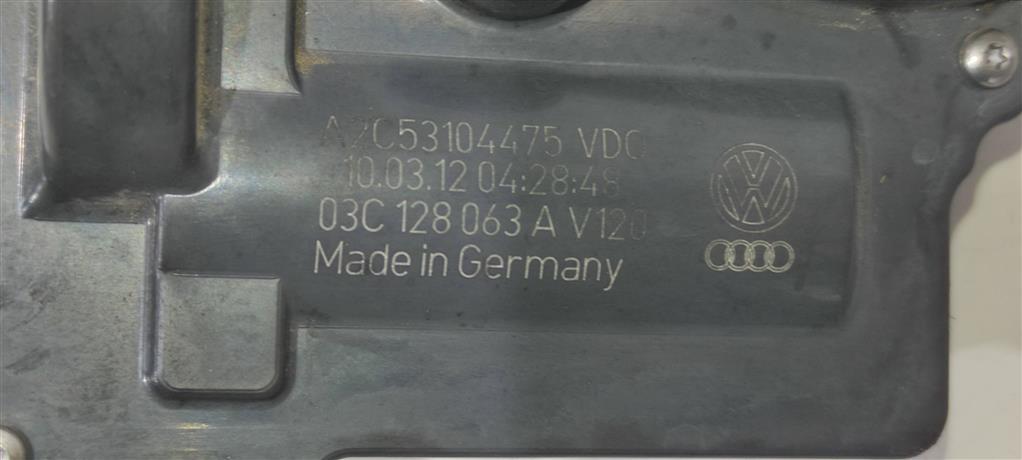 A2C53104475 VDO
10.03.12 04:28:48
03C 128 063 A V120
Made in Germany